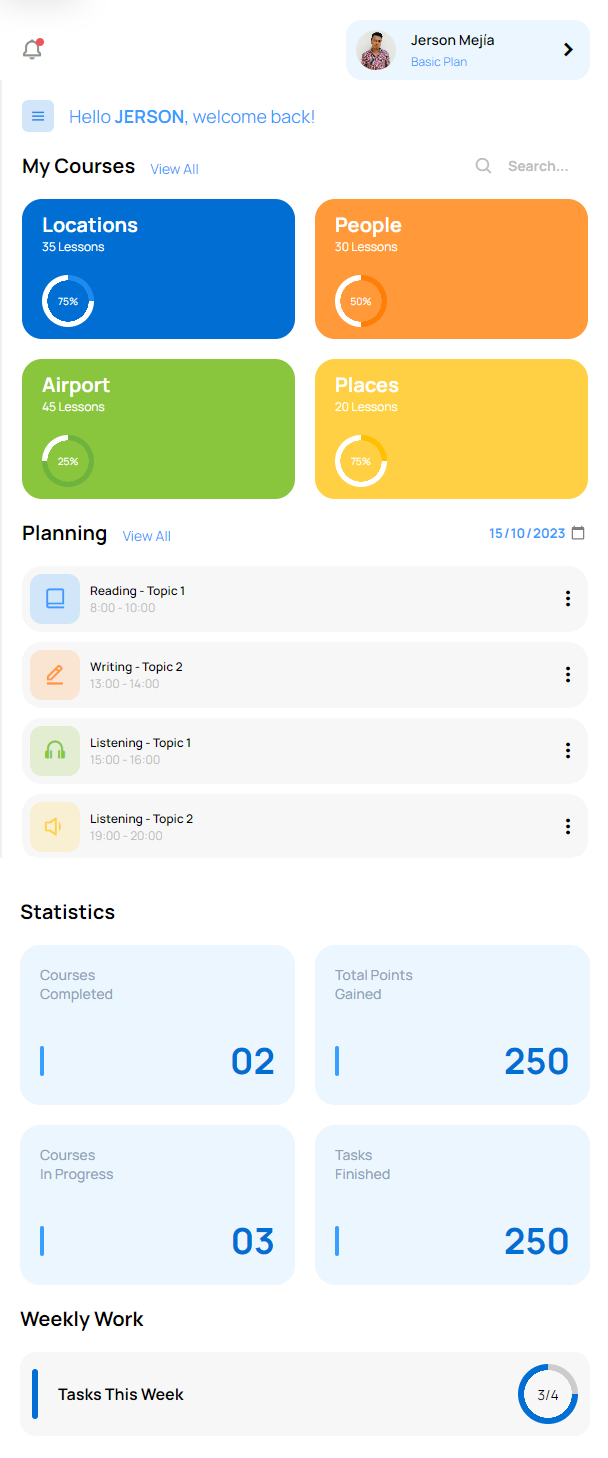 Jerson Mejía
Basic Plan
Hello JERSON, welcome back!
My Courses View All Search...
Locations
35 Lessons
75%
People
30 Lessons
50%
Airport
45 Lessons
25%
Places
20 Lessons
75%
Planning View All 15/10/2023
Reading - Topic 1
8:00 - 10:00
Writing - Topic 2
13:00 - 14:00
Listening - Topic 1
15:00 - 16:00
Listening - Topic 2
19:00 - 20:00
Statistics
Courses
Completed
02
Total Points
Gained
250
Courses
In Progress
03
Tasks
Finished
250
Weekly Work
Tasks This Week 3/4